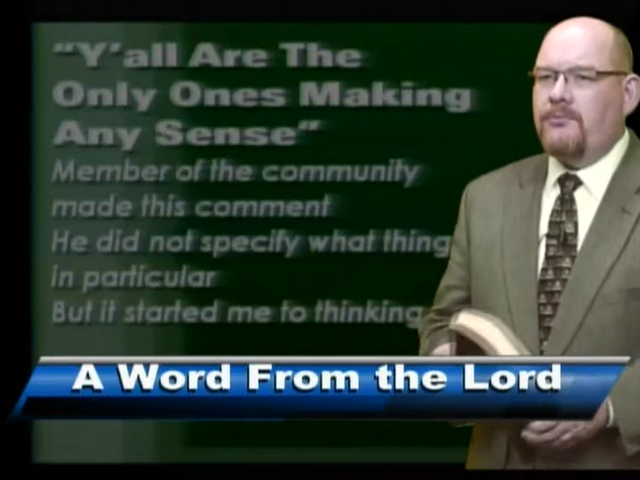 “Y’all Are The
Only Ones Making
Any Sense”
Member of the community
made this comment
He did not specify what thing
in particular
But it started me to thinking
A Word From the Lord